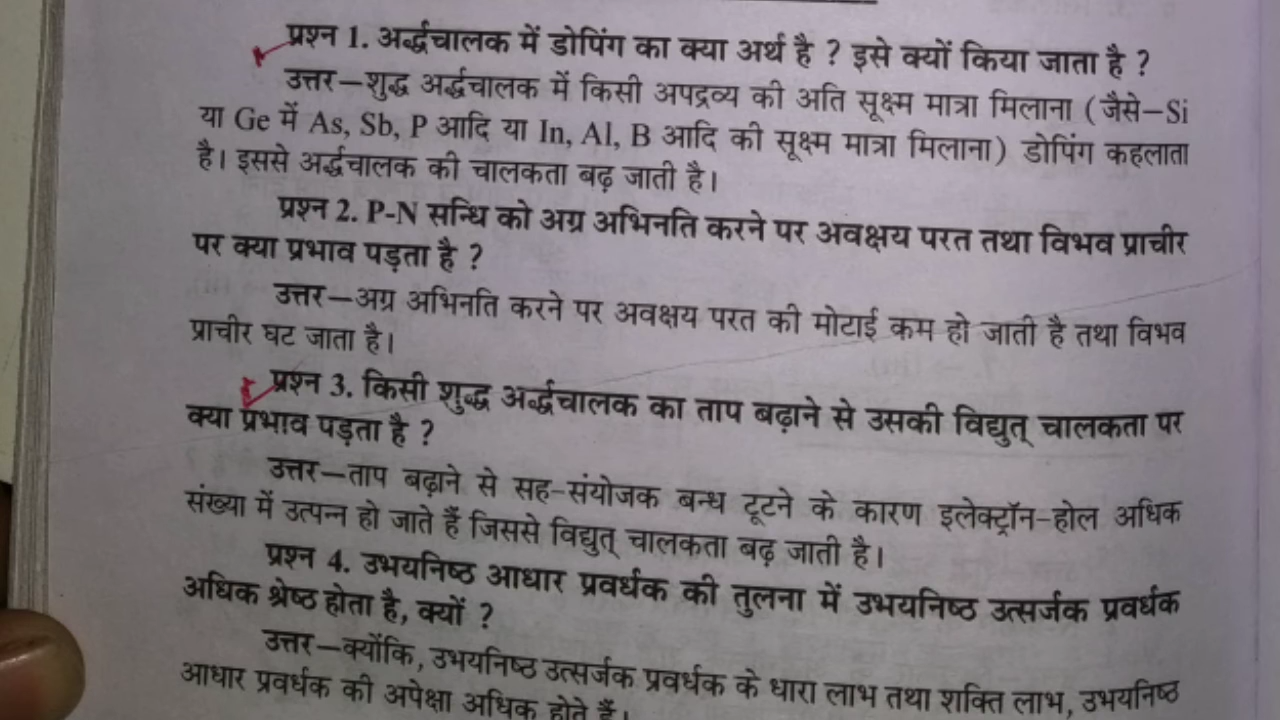 प्रश्न 1. अर्द्धचालक में डोपिंग का क्या अर्थ है ? इसे क्यों किया जाता है ?
उत्तर—शुद्ध अर्द्धचालक में किसी अपद्रव्य की अति सूक्ष्म मात्रा मिलाना (जैसे—Si
या Ge में As, Sb, P आदि या In, Al, B आदि की सूक्ष्म मात्रा मिलाना) डोपिंग कहलाता
है। इससे अर्द्धचालक की चालकता बढ़ जाती है।
प्रश्न 2. P-N सन्धि को अग्र अभिनति करने पर अवक्षय परत तथा विभव प्राचीर
पर क्या प्रभाव पड़ता है ?
उत्तर—अग्र अभिनति करने पर अवक्षय परत की मोटाई कम हो जाती है तथा विभव
प्राचीर घट जाता है।
प्रश्न 3. किसी शुद्ध अर्द्धचालक का ताप बढ़ाने से उसकी विद्युत् चालकता पर
क्या प्रभाव पड़ता है ?
उत्तर—ताप बढ़ाने से सह-संयोजक बन्ध टूटने के कारण इलेक्ट्रॉन-होल अधिक
संख्या में उत्पन्न हो जाते हैं जिससे विद्युत् चालकता बढ़ जाती है।
प्रश्न 4. उभयनिष्ठ आधार प्रवर्धक की तुलना में उभयनिष्ठ उत्सर्जक प्रवर्धक
अधिक श्रेष्ठ होता है, क्यों ?
उत्तर—क्योंकि, उभयनिष्ठ उत्सर्जक प्रवर्धक के धारा लाभ तथा शक्ति लाभ, उभयनिष्ठ
आधार प्रवर्धक की अपेक्षा अधिक होते हैं।